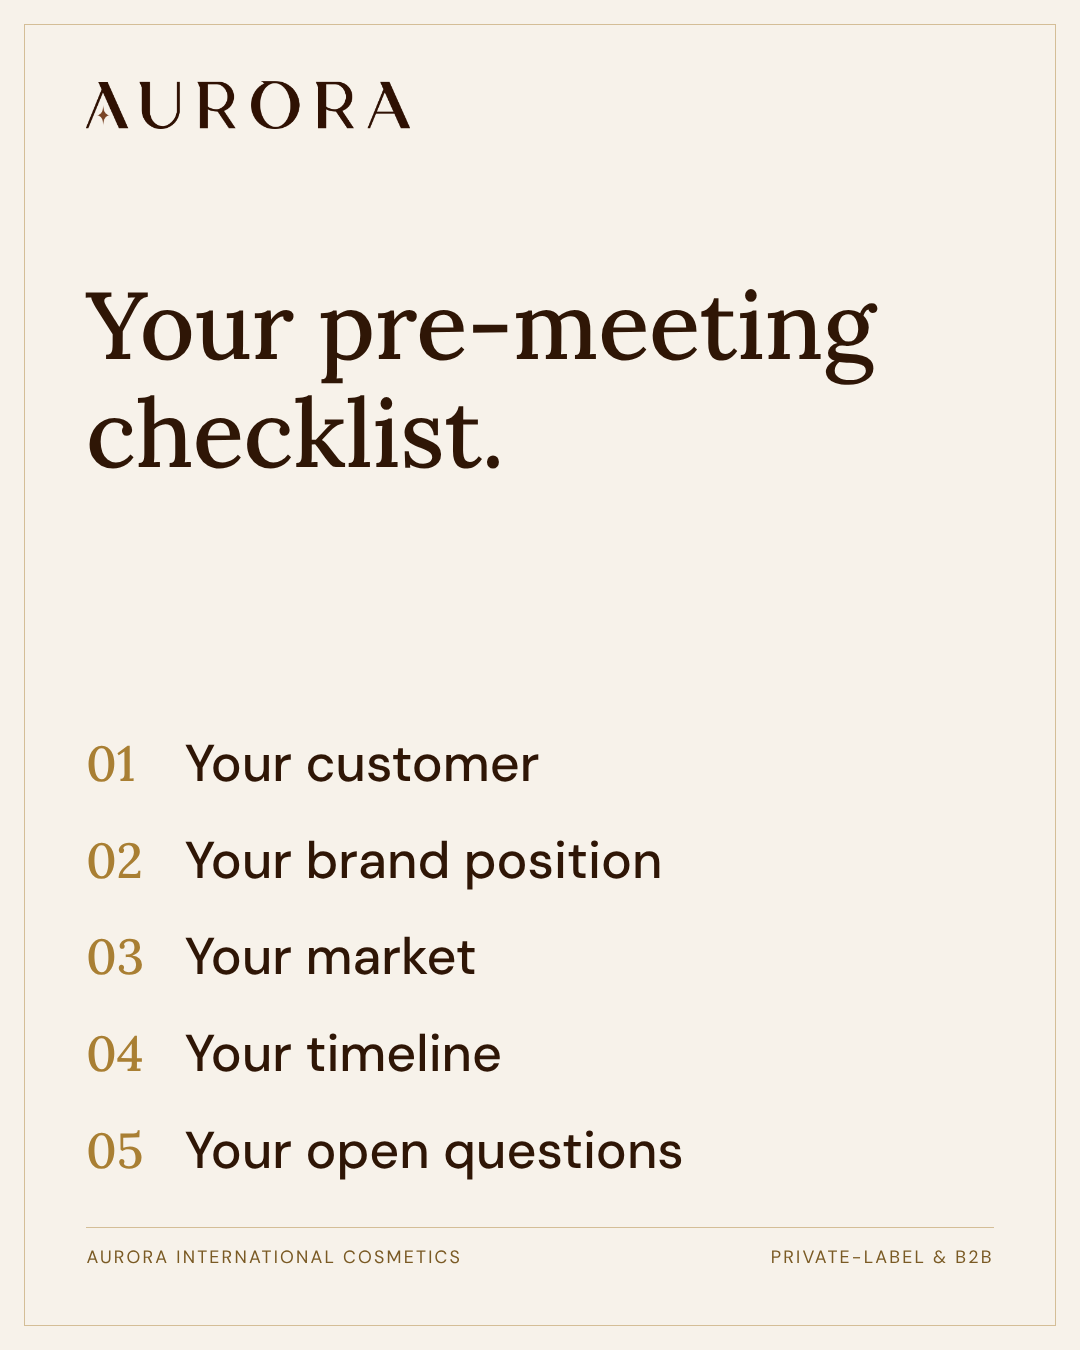 AURORA
Your pre-meeting
checklist.
01 Your customer
02 Your brand position
03 Your market
04 Your timeline
05 Your open questions
AURORA INTERNATIONAL COSMETICS
PRIVATE-LABEL & B2B